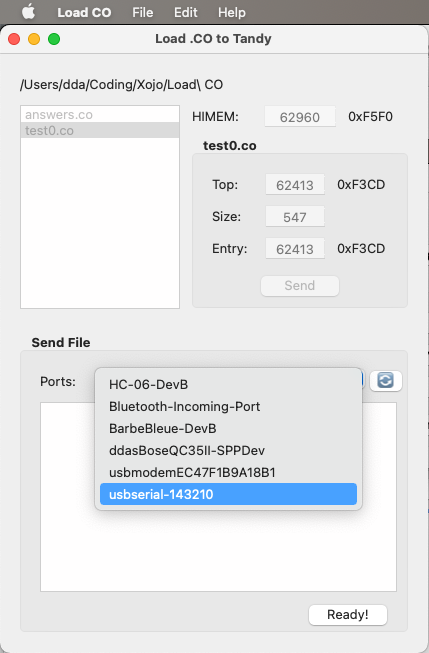 Load CO File Edit Help
Load .CO to Tandy
/Users/dda/Coding/Xojo/Load\ CO
answers.co
test0.co
HIMEM: 62960 0xF5F0
test0.co
Top: 62413 0xF3CD
Size: 547
Entry: 62413 0xF3CD
Send
Send File
Ports:
HC-06-DevB
Bluetooth-Incoming-Port
BarbeBleue-DevB
ddasBoseQC35II-SPPDev
usbmodemEC47F1B9A18B1
usbserial-143210
Ready!